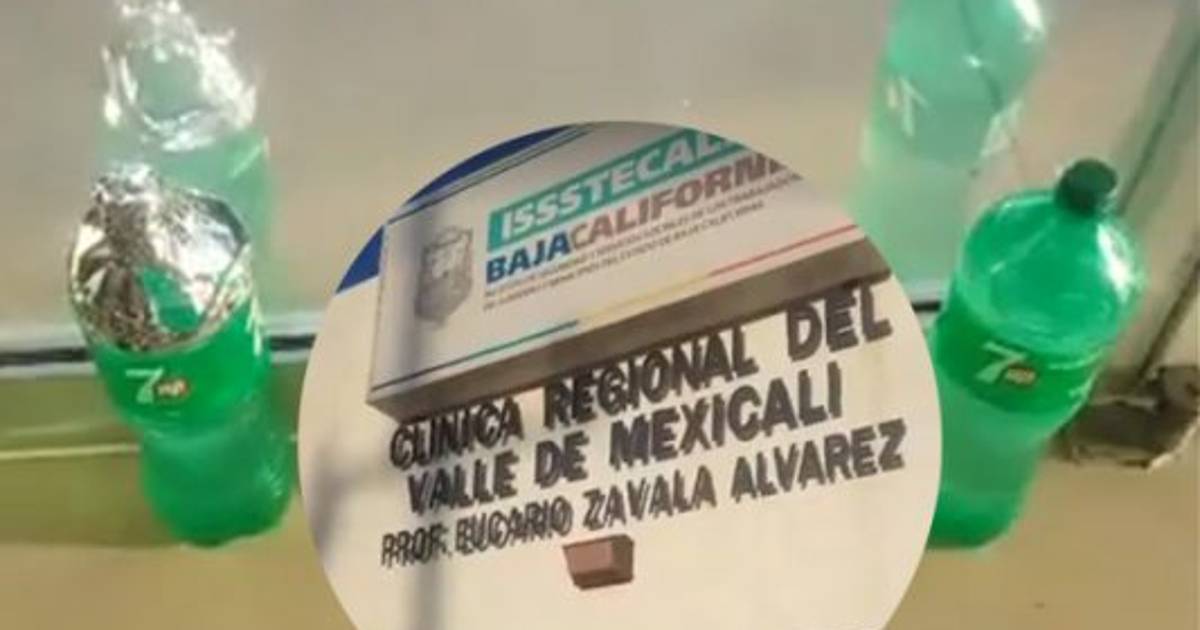 ISSSTECALI
BAJACALIFORNIA
CLINICA REGIONAL DEL
VALLE DE MEXICALI
PROF. EUCARIO ZAVALA ALVAREZ
7up
7up